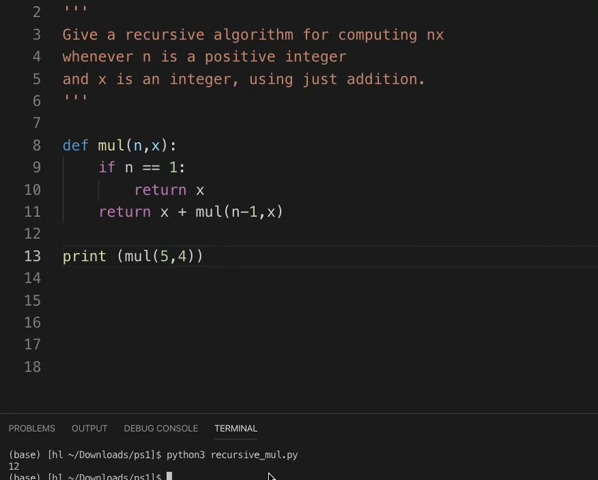 2 '''
3 Give a recursive algorithm for computing nx
4 whenever n is a positive integer
5 and x is an integer, using just addition.
6 '''
7
8 def mul(n,x):
9     if n == 1:
10         return x
11     return x + mul(n-1,x)
12
13 print (mul(5,4))
14
15
16
17
18
PROBLEMS OUTPUT DEBUG CONSOLE TERMINAL
(base) [hl ~/Downloads/ps1]$ python3 recursive_mul.py
12
(base) [hl ~/Downloads/ps1]$